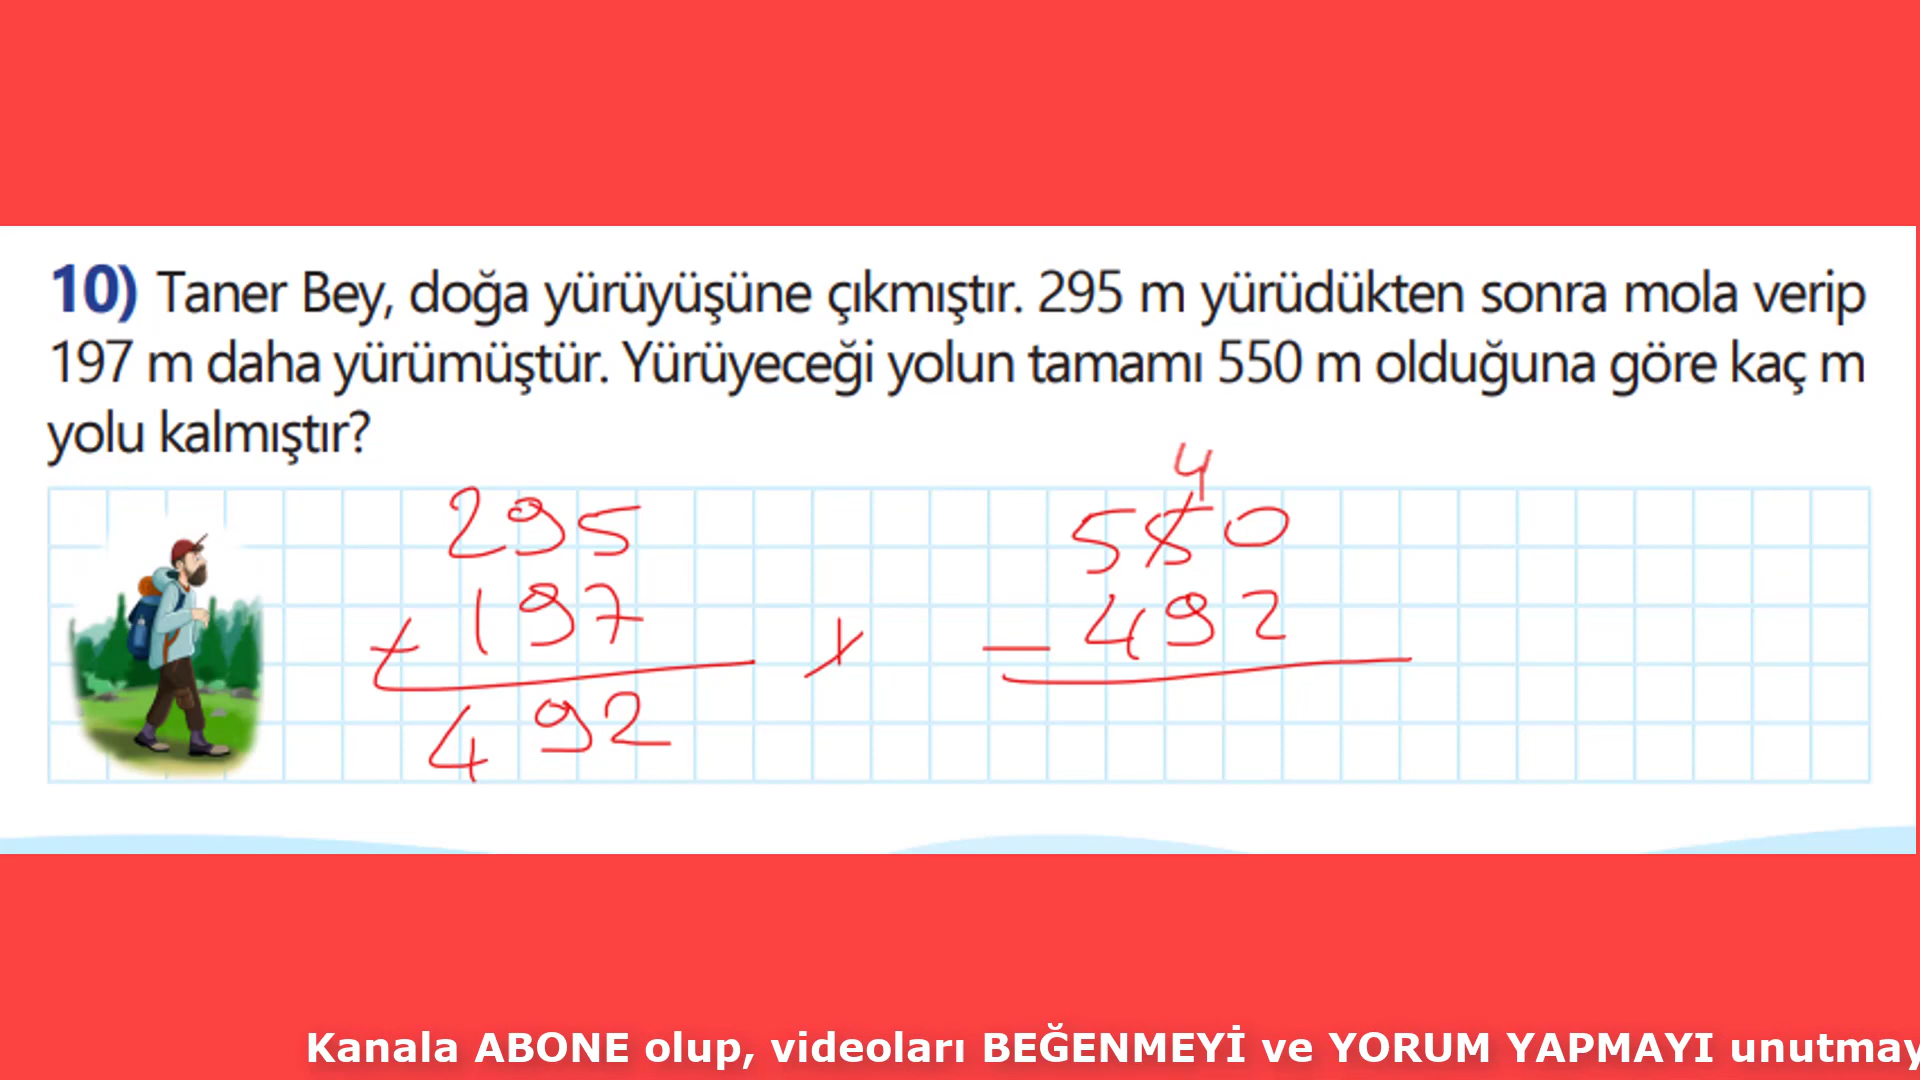 10) Taner Bey, doğa yürüyüşüne çıkmıştır. 295 m yürüdükten sonra mola verip
197 m daha yürümüştür. Yürüyeceği yolun tamamı 550 m olduğuna göre kaç m
yolu kalmıştır?
4
295 550
+ 197 + - 492
492
Kanala ABONE olup, videoları BEĞENMEYİ ve YORUM YAPMAYI unutmay